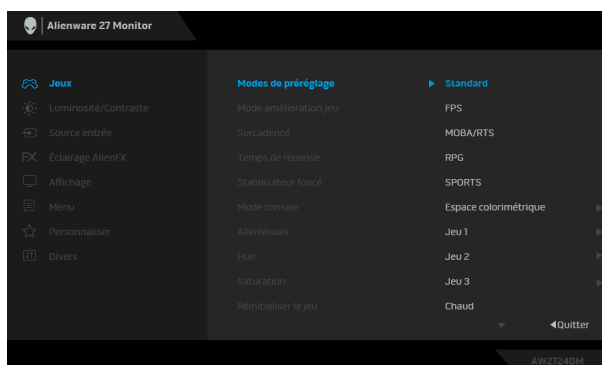 Alienware 27 Monitor
Jeux
Modes de préréglage
Standard
Luminosité/Contraste
Mode amélioration jeu
FPS
Source entrée
Surcadencé
MOBA/RTS
Éclairage AlienFX
Temps de réponse
RPG
Affichage
Stabilisateur foncé
SPORTS
Menu
Mode console
Espace colorimétrique
Personnaliser
AlienVision
Jeu 1
Divers
Hue
Jeu 2
Saturation
Jeu 3
Réinitialiser le jeu
Chaud
Quitter
AW2724DM